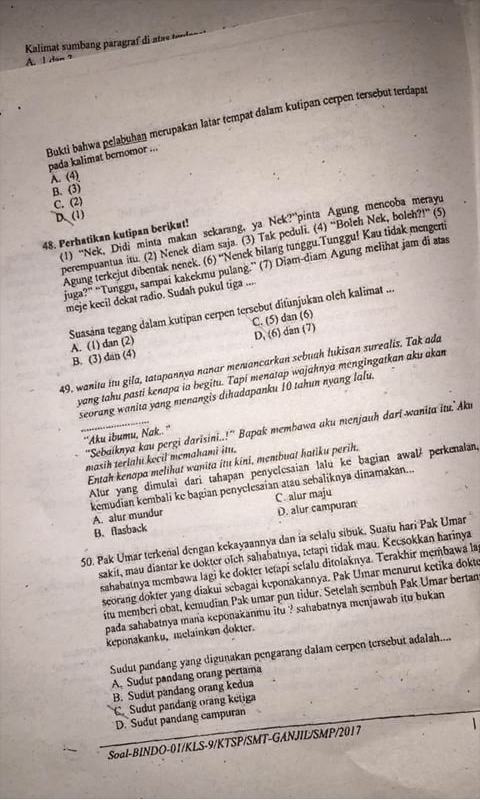 Kalimat sumbang paragraf di atas
A. 1 dan 2
Bukti bahwa pelabuhan merupakan latar tempat dalam kutipan cerpen tersebut terdapat
pada kalimat bernomor ...
A. (4)
B. (3)
C. (2)
D. (1)
48. Perhatikan kutipan berikut!
(1) "Nek, Didi minta makan sekarang, ya Nek?"pinta Agung mencoba merayu
perempuantua itu. (2) Nenek diam saja. (3) Tak peduli. (4) "Boleh Nek, boleh?!" (5)
Agung terkejut dibentak nenek. (6) "Nenek bilang tunggu.Tunggu! Kau tidak mengerti
juga?" "Tunggu, sampai kakekmu pulang." (7) Diam-diam Agung melihat jam di atas
meje kecil dekat radio. Sudah pukul tiga ....
Suasana tegang dalam kutipan cerpen tersebut ditunjukan oleh kalimat ...
A. (1) dan (2)
B. (3) dan (4)
C. (5) dan (6)
D. (6) dan (7)
49. wanita itu gila, tatapannya nanar memancarkan sebuah lukisan surealis. Tak ada
yang tahu pasti kenapa ia begitu. Tapi menatap wajahnya mengingatkan aku akan
seorang wanita yang menangis dihadapanku 10 tahun nyang lalu.
....................
"Aku ibumu, Nak.."
"Sebaiknya kau pergi darisini..!" Bapak membawa aku menjauh dari wanita itu. Aku
masih terlalu kecil memahami itu.
Entah kenapa melihat wanita itu kini, membuat hatiku perih.
Alur yang dimulai dari tahapan penyelesaian lalu ke bagian awal/ perkenalan,
kemudian kembali ke bagian penyelesaian atau sebaliknya dinamakan...
A. alur mundur
B. flasback
C. alur maju
D. alur campuran
50. Pak Umar terkenal dengan kekayaannya dan ia selalu sibuk. Suatu hari Pak Umar
sakit, mau diantar ke dokter oleh sahabatnya, tetapi tidak mau. Keesokkan harinya
sahabatnya membawa lagi ke dokter tetapi selalu ditolaknya. Terakhir membawa la
seorang dokter yang diakui sebagai keponakannya. Pak Umar menurut ketika dokte
itu memberi obat, kemudian Pak umar pun tidur. Setelah sembuh Pak Umar bertan
pada sahabatnya mana keponakanmu itu ? sahabatnya menjawab itu bukan
keponakanku, melainkan dokter.
Sudut pandang yang digunakan pengarang dalam cerpen tersebut adalah....
A. Sudut pandang orang pertama
B. Sudut pandang orang kedua
C. Sudut pandang orang ketiga
D. Sudut pandang campuran
Soal-BINDO-01/KLS-9/KTSP/SMT-GANJIL/SMP/2017